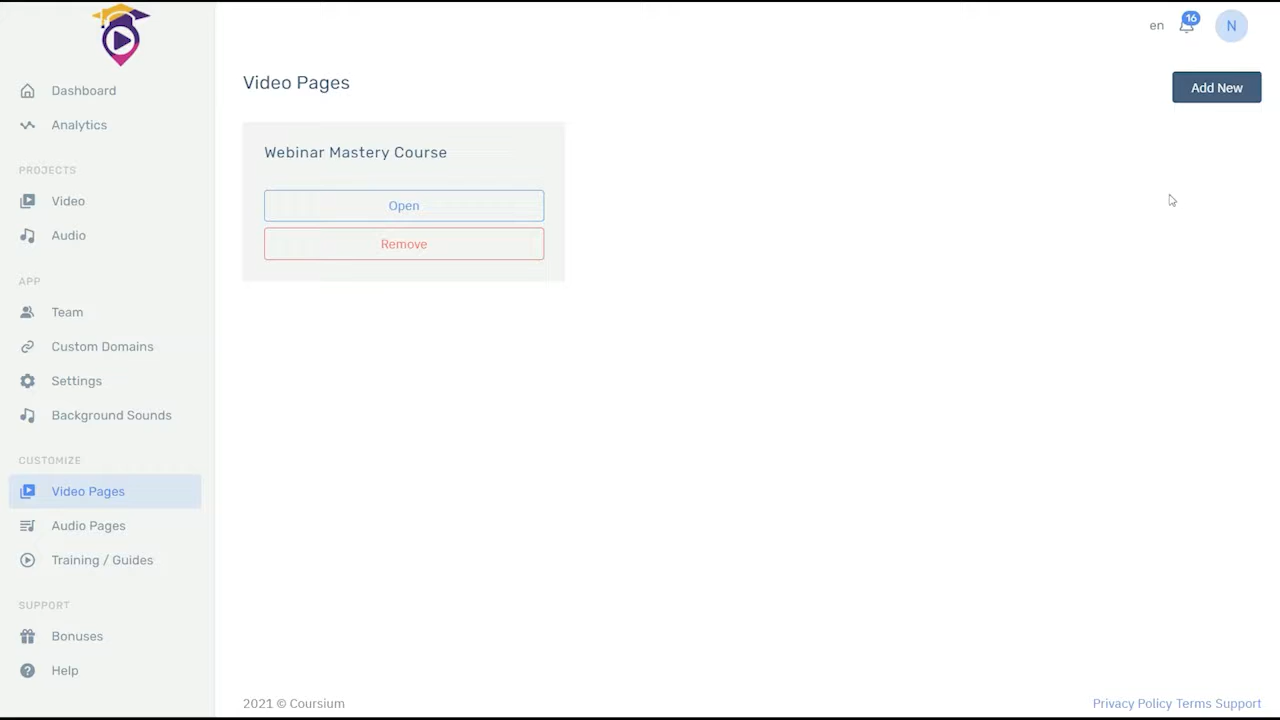 en
16
N
Dashboard
Analytics
PROJECTS
Video
Audio
APP
Team
Custom Domains
Settings
Background Sounds
CUSTOMIZE
Video Pages
Audio Pages
Training / Guides
SUPPORT
Bonuses
Help
Video Pages
Add New
Webinar Mastery Course
Open
Remove
2021 © Coursium
Privacy Policy Terms Support